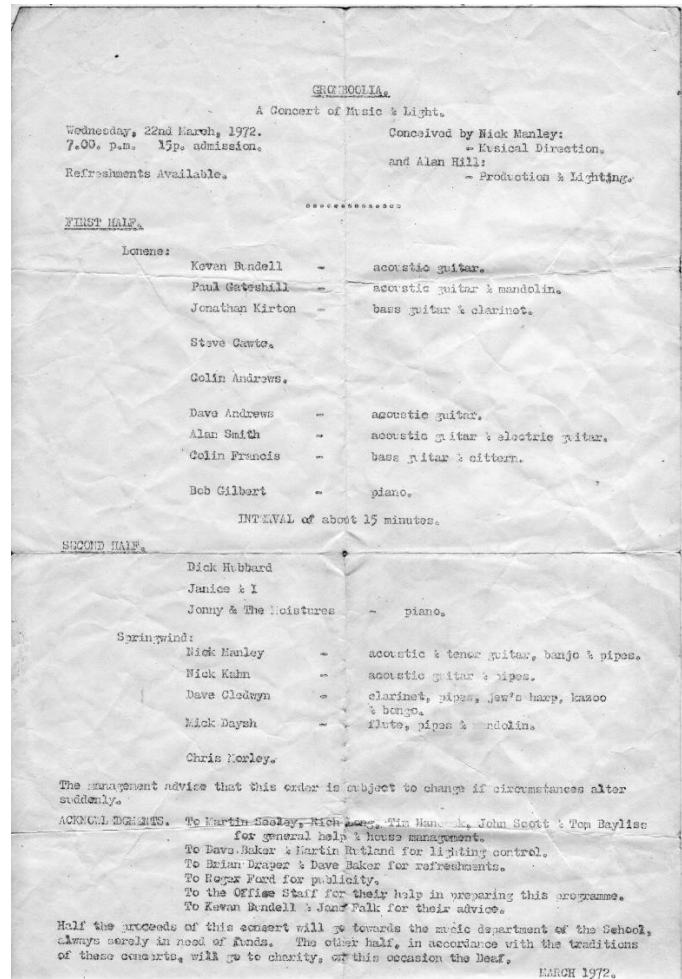 GROMBOOLIA.
A Concert of Music & Light.
Wednesday, 22nd March, 1972.
7.00. p.m. 15p. admission.
Refreshments Available.
Conceived by Nick Manley:
- Musical Direction.
and Alan Hill:
- Production & Lighting.
FIRST HALF.
Lonene:
Kevan Bundell - acoustic guitar.
Paul Gateshill - acoustic guitar & mandolin.
Jonathan Kirton - bass guitar & clarinet.
Steve Cawte.
Colin Andrews.
Dave Andrews - acoustic guitar.
Alan Smith - acoustic guitar & electric guitar.
Colin Francis - bass guitar & cittern.
Bob Gilbert - piano.
INTERVAL of about 15 minutes.
SECOND HALF.
Dick Hubbard
Janice & I
Jonny & The Moistures - piano.
Springwind:
Nick Manley - acoustic & tenor guitar, banjo & pipes.
Nick Kahn - acoustic guitar & pipes.
Dave Cledwyn - clarinet, pipes, jew's harp, kazoo
& bongo.
Mick Daysh - flute, pipes & mandolin.
Chris Morley.
The management advise that this order is subject to change if circumstances alter
suddenly.
ACKNOWLEDGMENTS. To Martin Seeley, Rich Long, Tim Hancock, John Scott & Tom Bayliss
for general help & house management.
To Dave Baker & Martin Rutland for lighting control.
To Brian Draper & Dave Baker for refreshments.
To Roger Ford for publicity.
To the Office Staff for their help in preparing this programme.
To Kevan Bundell & Jane Falk for their advice.
Half the proceeds of this concert will go towards the music department of the School,
always sorely in need of funds. The other half, in accordance with the traditions
of these concerts, will go to charity, on this occasion the Deaf.
MARCH 1972.